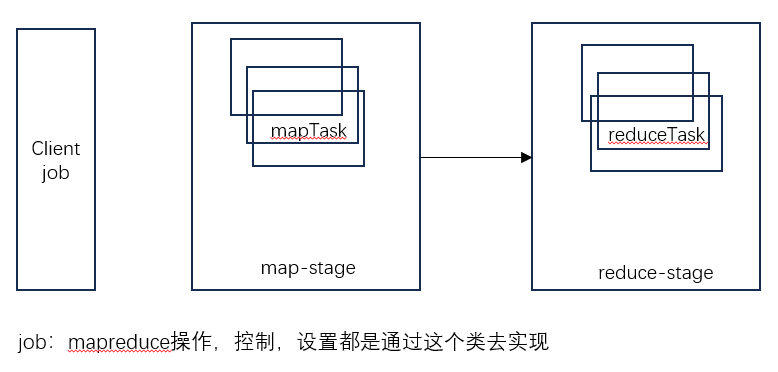 Client
job
mapTask
map-stage
reduceTask
reduce-stage
job：mapreduce操作，控制，设置都是通过这个类去实现